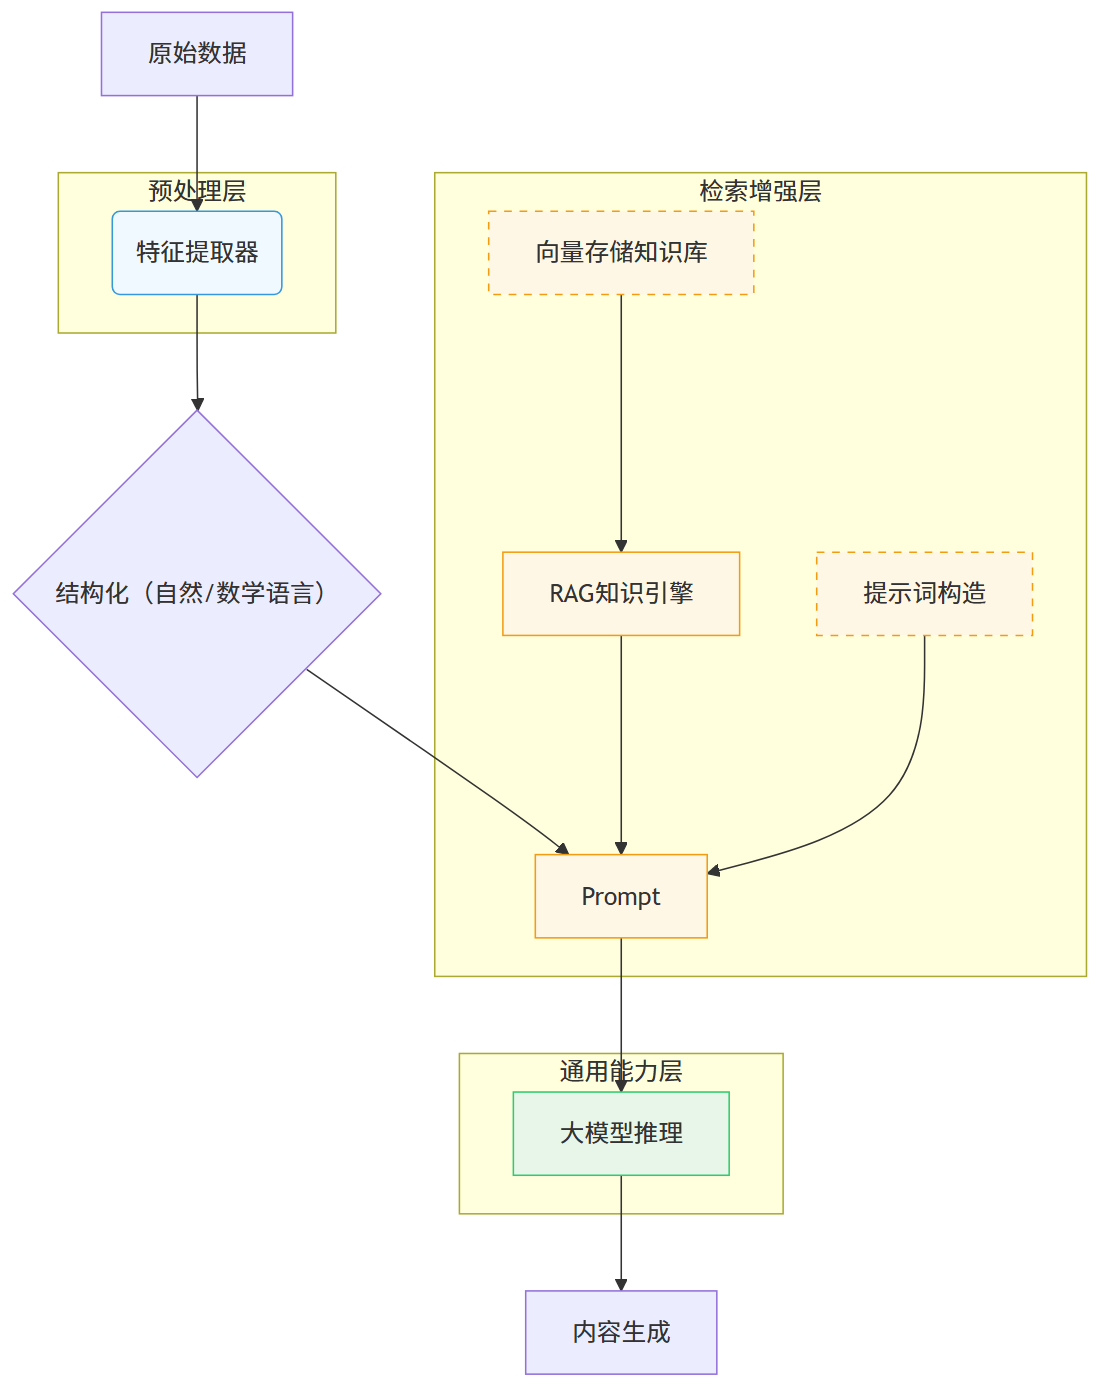 原始数据
预处理层
特征提取器
检索增强层
向量存储知识库
结构化（自然/数学语言）
RAG知识引擎
提示词构造
Prompt
通用能力层
大模型推理
内容生成